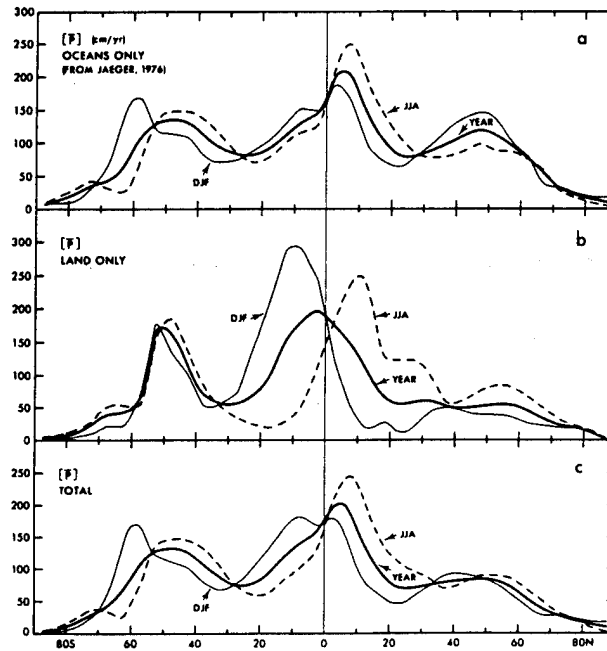 [P̄] (cm/yr)
OCEANS ONLY
(FROM JAEGER, 1976)
a
300
250
200
150
100
50
0
JJA
YEAR
DJF
[P̄]
LAND ONLY
b
300
250
200
150
100
50
0
DJF
JJA
YEAR
[P̄]
TOTAL
c
250
200
150
100
50
0
JJA
YEAR
DJF
80S 60 40 20 0 20 40 60 80N